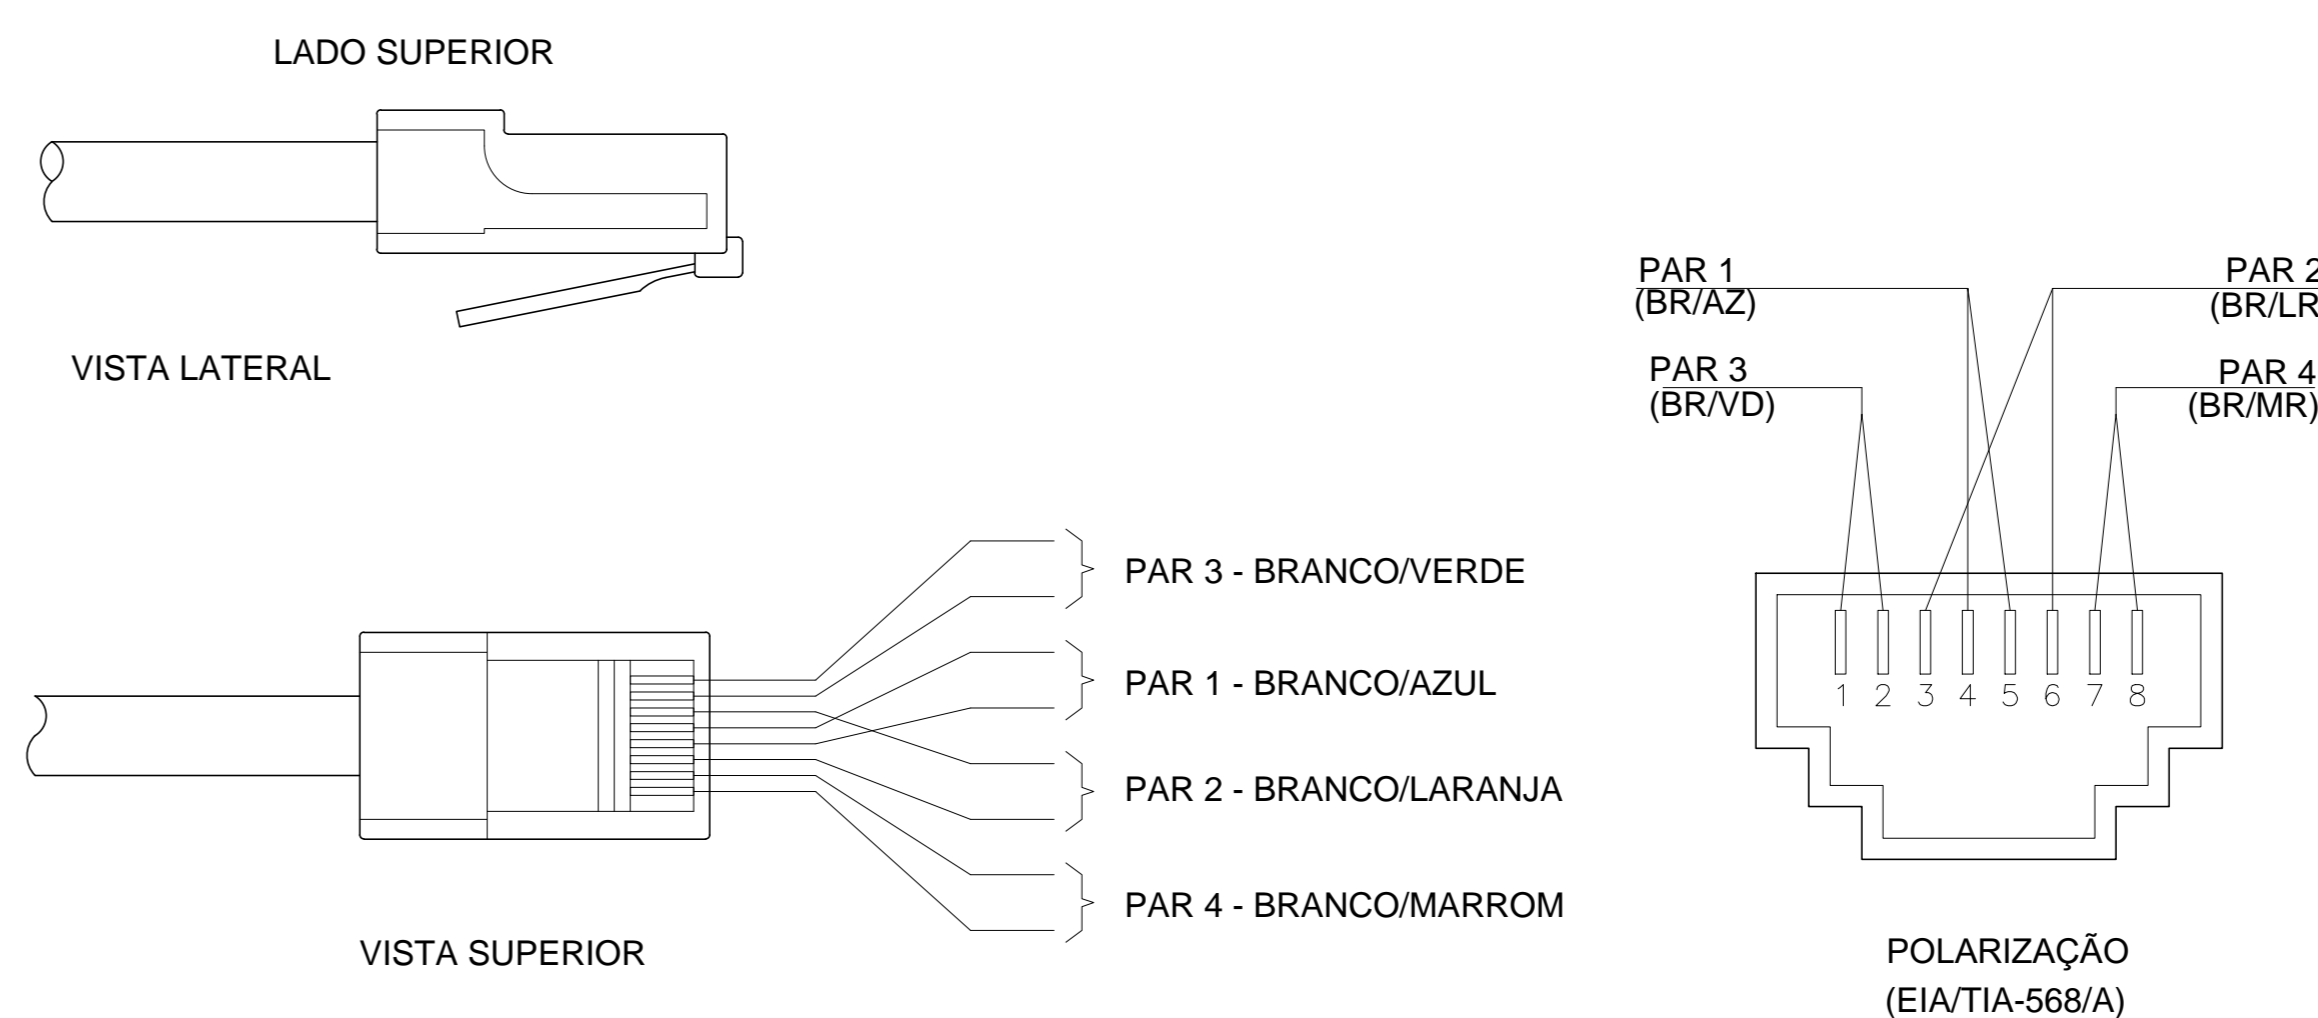 LADO SUPERIOR
VISTA LATERAL
PAR 1
(BR/AZ)
PAR 2
(BR/LR
PAR 3
(BR/VD)
PAR 4
(BR/MR)
PAR 3 - BRANCO/VERDE
PAR 1 - BRANCO/AZUL
PAR 2 - BRANCO/LARANJA
PAR 4 - BRANCO/MARROM
VISTA SUPERIOR
1 2 3 4 5 6 7 8
POLARIZAÇÃO
(EIA/TIA-568/A)